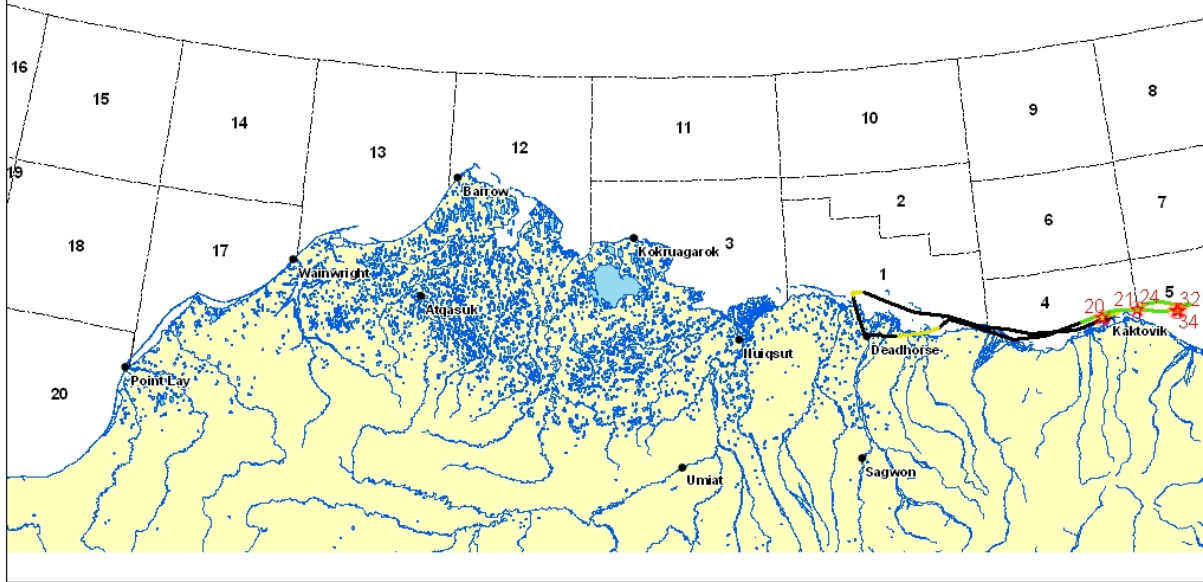 16
15
14
13
12
11
10
9
8
19
18
17
Barrow
2
3
6
7
Wainwright
Kokruagarok
1
Atqasuk
4
5
20
21
24
32
34
Kaktovik
Nuiqsut
Deadhorse
20
Point Lay
Umiat
Sagwon